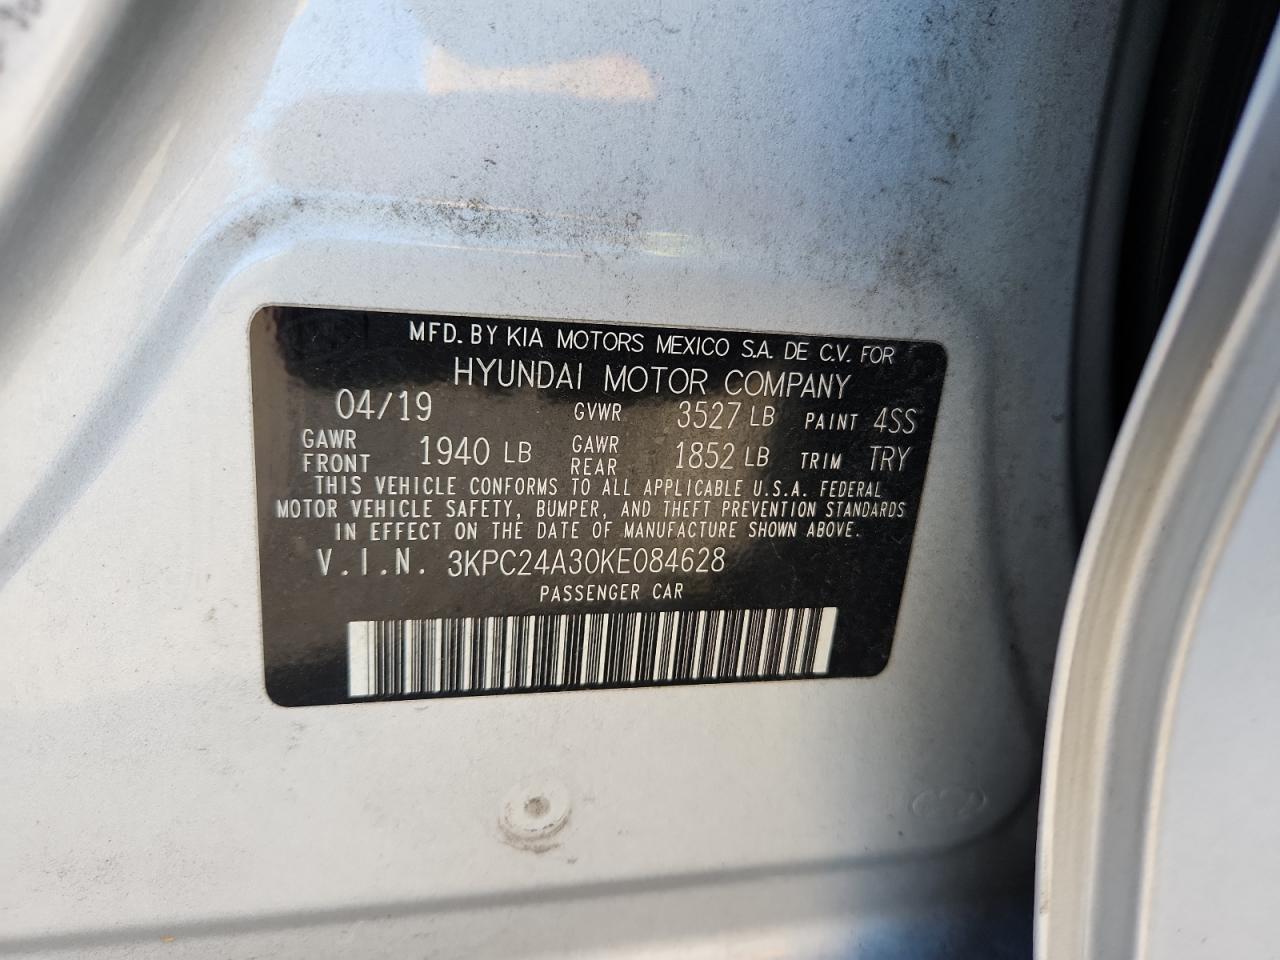 MFD. BY KIA MOTORS MEXICO S.A. DE C.V. FOR
HYUNDAI MOTOR COMPANY
04/19 GVWR 3527 LB PAINT 4SS
GAWR FRONT 1940 LB GAWR REAR 1852 LB TRIM TRY
THIS VEHICLE CONFORMS TO ALL APPLICABLE U.S.A. FEDERAL
MOTOR VEHICLE SAFETY, BUMPER, AND THEFT PREVENTION STANDARDS
IN EFFECT ON THE DATE OF MANUFACTURE SHOWN ABOVE.
V.I.N. 3KPC24A30KE084628
PASSENGER CAR